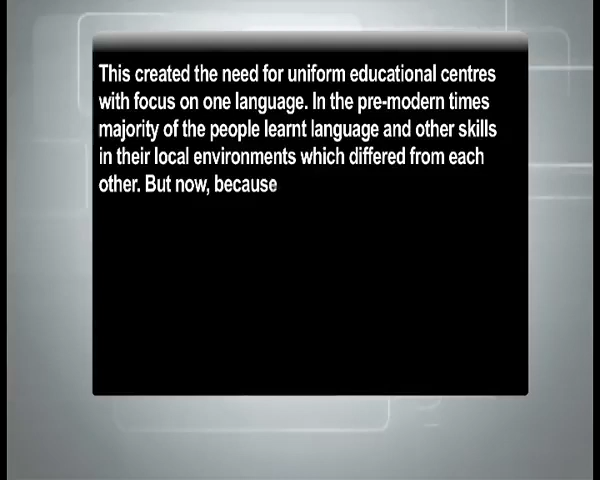 This created the need for uniform educational centres
with focus on one language. In the pre-modern times
majority of the people learnt language and other skills
in their local environments which differed from each
other. But now, because